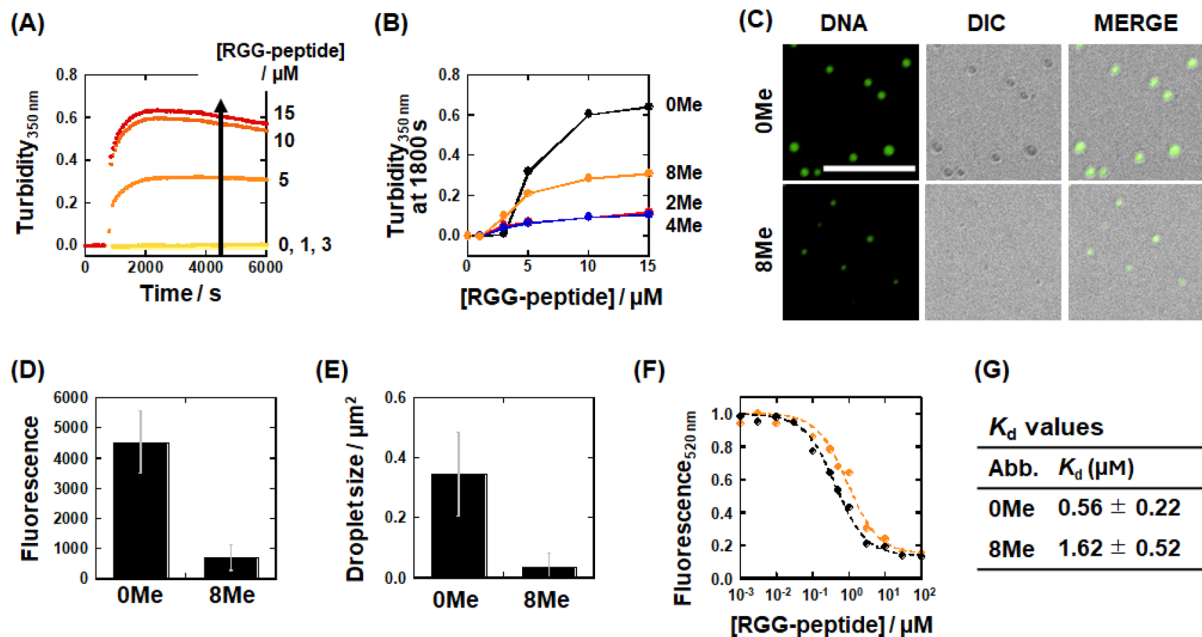 (A)
[RGG-peptide]
/ µM
Turbidity350 nm
0.8
0.6
0.4
0.2
0.0
15
10
5
0, 1, 3
0 2000 4000 6000
Time / s
(B)
Turbidity350 nm
at 1800 s
0.8
0.6
0.4
0.2
0.0
0Me
8Me
2Me
4Me
0 5 10 15
[RGG-peptide] / µM
(C)
DNA DIC MERGE
0Me
8Me
(D)
Fluorescence
6000
5000
4000
3000
2000
1000
0
0Me 8Me
(E)
Droplet size / µm²
0.6
0.4
0.2
0.0
0Me 8Me
(F)
Fluorescence520 nm
1.0
0.8
0.6
0.4
0.2
0.0
10⁻³ 10⁻² 10⁻¹ 10⁰ 10¹ 10²
[RGG-peptide] / µM
(G)
Kd values
Abb. Kd (µM)
0Me 0.56 ± 0.22
8Me 1.62 ± 0.52